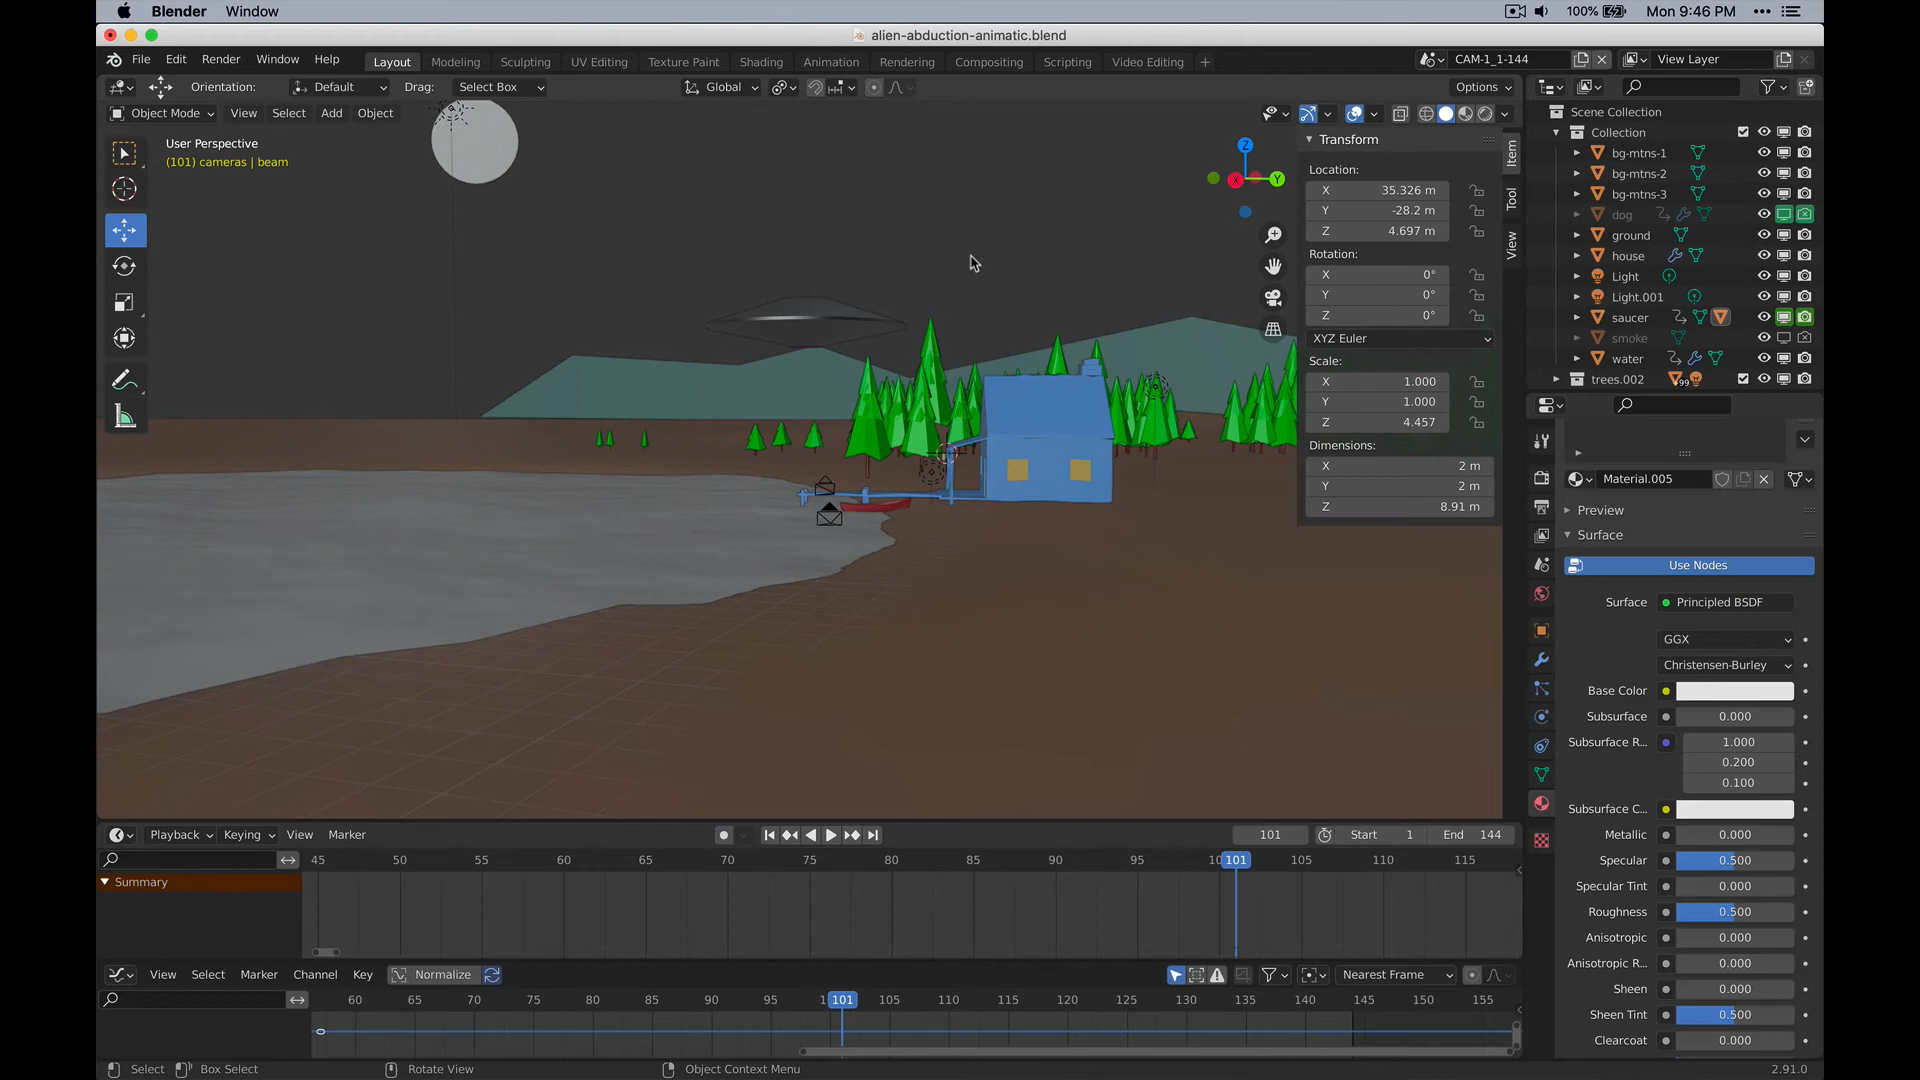 Blender Window 100% Mon 9:46 PM
alien-abduction-animatic.blend
File Edit Render Window Help Layout Modeling Sculpting UV Editing Texture Paint Shading Animation Rendering Compositing Scripting Video Editing + CAM-1_1-144 View Layer
Orientation: Default Drag: Select Box Global Options
Object Mode View Select Add Object
User Perspective
(101) cameras | beam
Z
X
Y
Transform
Location:
X 35.326 m
Y -28.2 m
Z 4.697 m
Rotation:
X 0°
Y 0°
Z 0°
XYZ Euler
Scale:
X 1.000
Y 1.000
Z 4.457
Dimensions:
X 2 m
Y 2 m
Z 8.91 m
Item
Tool
View
Scene Collection
Collection
bg-mtns-1
bg-mtns-2
bg-mtns-3
dog
ground
house
Light
Light.001
saucer
smoke
water
trees.002 99
Material.005
Preview
Surface
Use Nodes
Surface Principled BSDF
GGX
Christensen-Burley
Base Color
Subsurface 0.000
Subsurface R... 1.000
0.200
0.100
Subsurface C...
Metallic 0.000
Specular 0.500
Specular Tint 0.000
Roughness 0.500
Anisotropic 0.000
Anisotropic R... 0.000
Sheen 0.000
Sheen Tint 0.500
Clearcoat 0.000
Playback Keying View Marker 101 Start 1 End 144
45 50 55 60 65 70 75 80 85 90 95 10 101 105 110 115
Summary
View Select Marker Channel Key Normalize Nearest Frame
60 65 70 75 80 85 90 95 1 101 105 110 115 120 125 130 135 140 145 150 155
Select Box Select Rotate View Object Context Menu 2.91.0